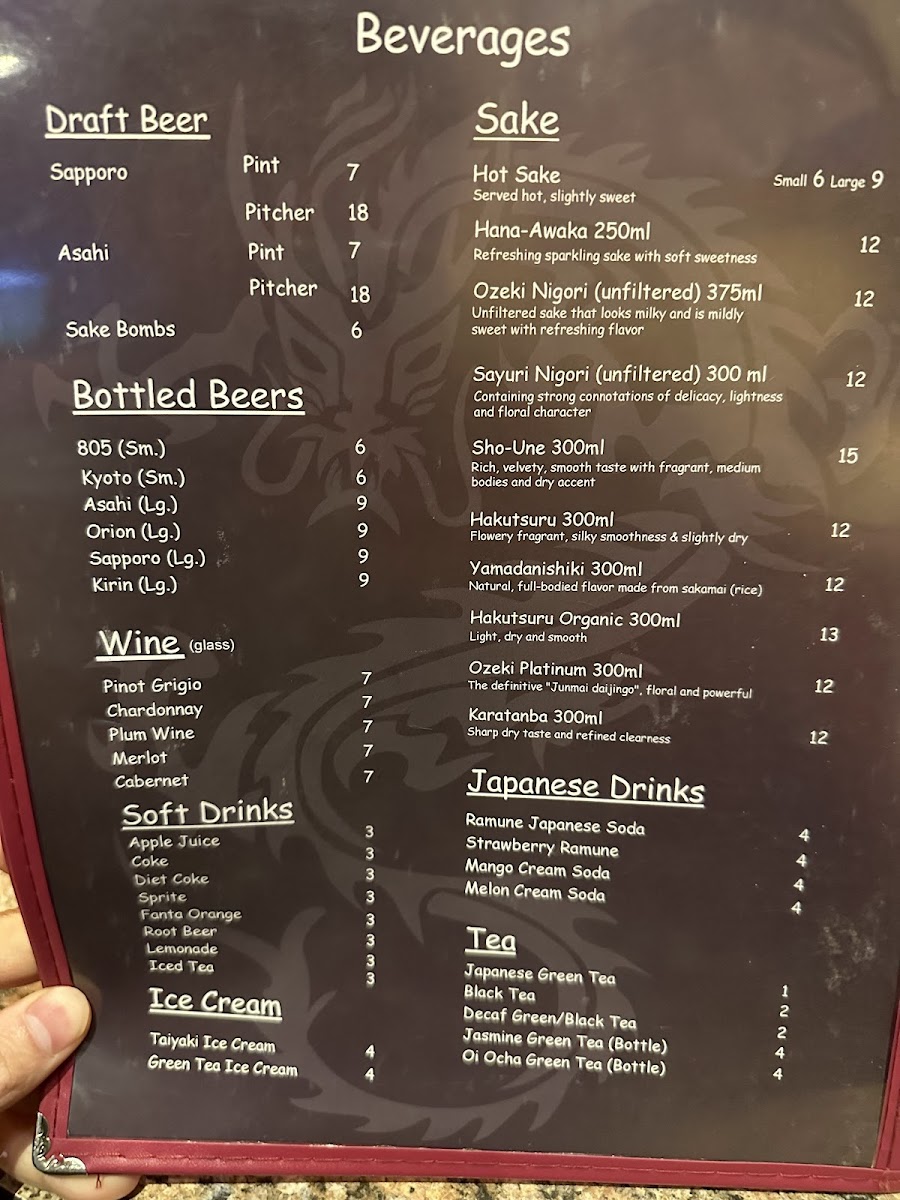 Beverages
Draft Beer
Sapporo Pint 7
Pitcher 18
Asahi Pint 7
Pitcher 18
Sake Bombs 6
Bottled Beers
805 (Sm.) 6
Kyoto (Sm.) 6
Asahi (Lg.) 9
Orion (Lg.) 9
Sapporo (Lg.) 9
Kirin (Lg.) 9
Wine (glass)
Pinot Grigio 7
Chardonnay 7
Plum Wine 7
Merlot 7
Cabernet 7
Soft Drinks
Apple Juice 3
Coke 3
Diet Coke 3
Sprite 3
Fanta Orange 3
Root Beer 3
Lemonade 3
Iced Tea 3
Ice Cream
Taiyaki Ice Cream 4
Green Tea Ice Cream 4
Sake
Hot Sake Small 6 Large 9
Served hot, slightly sweet
Hana-Awaka 250ml 12
Refreshing sparkling sake with soft sweetness
Ozeki Nigori (unfiltered) 375ml 12
Unfiltered sake that looks milky and is mildly
sweet with refreshing flavor
Sayuri Nigori (unfiltered) 300 ml 12
Containing strong connotations of delicacy, lightness
and floral character
Sho-Une 300ml 15
Rich, velvety, smooth taste with fragrant, medium
bodies and dry accent
Hakutsuru 300ml 12
Flowery fragrant, silky smoothness & slightly dry
Yamadanishiki 300ml 12
Natural, full-bodied flavor made from sakamai (rice)
Hakutsuru Organic 300ml 13
Light, dry and smooth
Ozeki Platinum 300ml 12
The definitive "Junmai daijingo", floral and powerful
Karatanba 300ml 12
Sharp dry taste and refined clearness
Japanese Drinks
Ramune Japanese Soda 4
Strawberry Ramune 4
Mango Cream Soda 4
Melon Cream Soda 4
Tea
Japanese Green Tea 1
Black Tea 2
Decaf Green/Black Tea 2
Jasmine Green Tea (Bottle) 4
Oi Ocha Green Tea (Bottle) 4